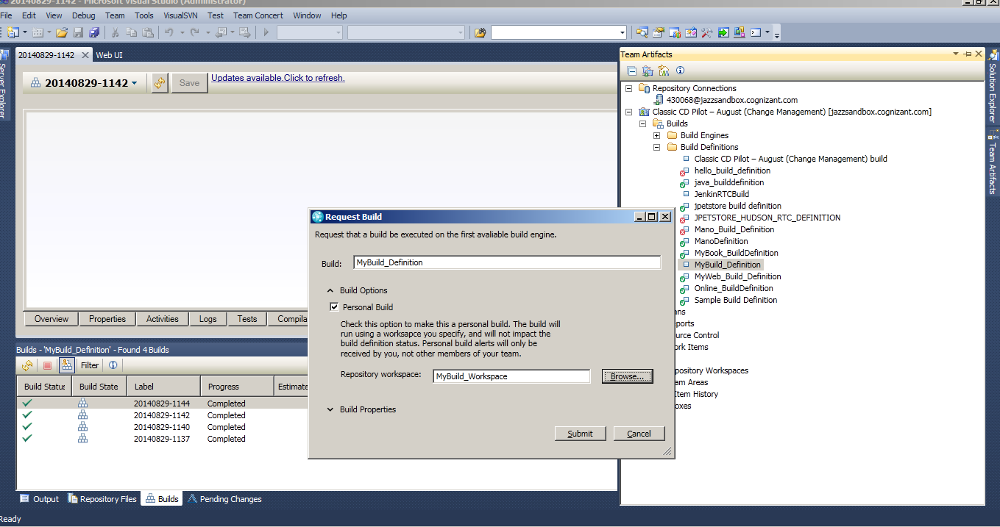 20140829-1142 - Microsoft Visual Studio (Administrator)
File Edit View Debug Team Tools VisualSVN Test Team Concert Window Help
Server Explorer
20140829-1142 Web UI
20140829-1142 Save Updates available.Click to refresh.
Overview Properties Activities Logs Tests Compila
Builds - 'MyBuild_Definition' - Found 4 Builds
Filter
Build Status Build State Label Progress Estimate
20140829-1144 Completed
20140829-1142 Completed
20140829-1140 Completed
20140829-1137 Completed
Output Repository Files Builds Pending Changes
Ready
Request Build
Request that a build be executed on the first avaliable build engine.
Build: MyBuild_Definition
Build Options
Personal Build
Check this option to make this a personal build. The build will
run using a worksapce you specify, and will not impact the
build definition status. Personal build alerts will only be
received by you, not other members of your team.
Repository workspace: MyBuild_Workspace Browse...
Build Properties
Submit Cancel
Team Artifacts
Repository Connections
430068@jazzsandbox.cognizant.com
Classic CD Pilot – August (Change Management) [jazzsandbox.cognizant.com]
Builds
Build Engines
Build Definitions
Classic CD Pilot – August (Change Management) build
hello_build_definition
java_builddefinition
JenkinRTCBuild
jpetstore build definition
JPETSTORE_HUDSON_RTC_DEFINITION
Mano_Build_Definition
ManoDefinition
MyBook_BuildDefinition
MyBuild_Definition
MyWeb_Build_Definition
Online_BuildDefinition
Sample Build Definition
ans
ports
urce Control
ork Items
pository Workspaces
am Areas
Item History
oxes
Solution Explorer
Team Artifacts